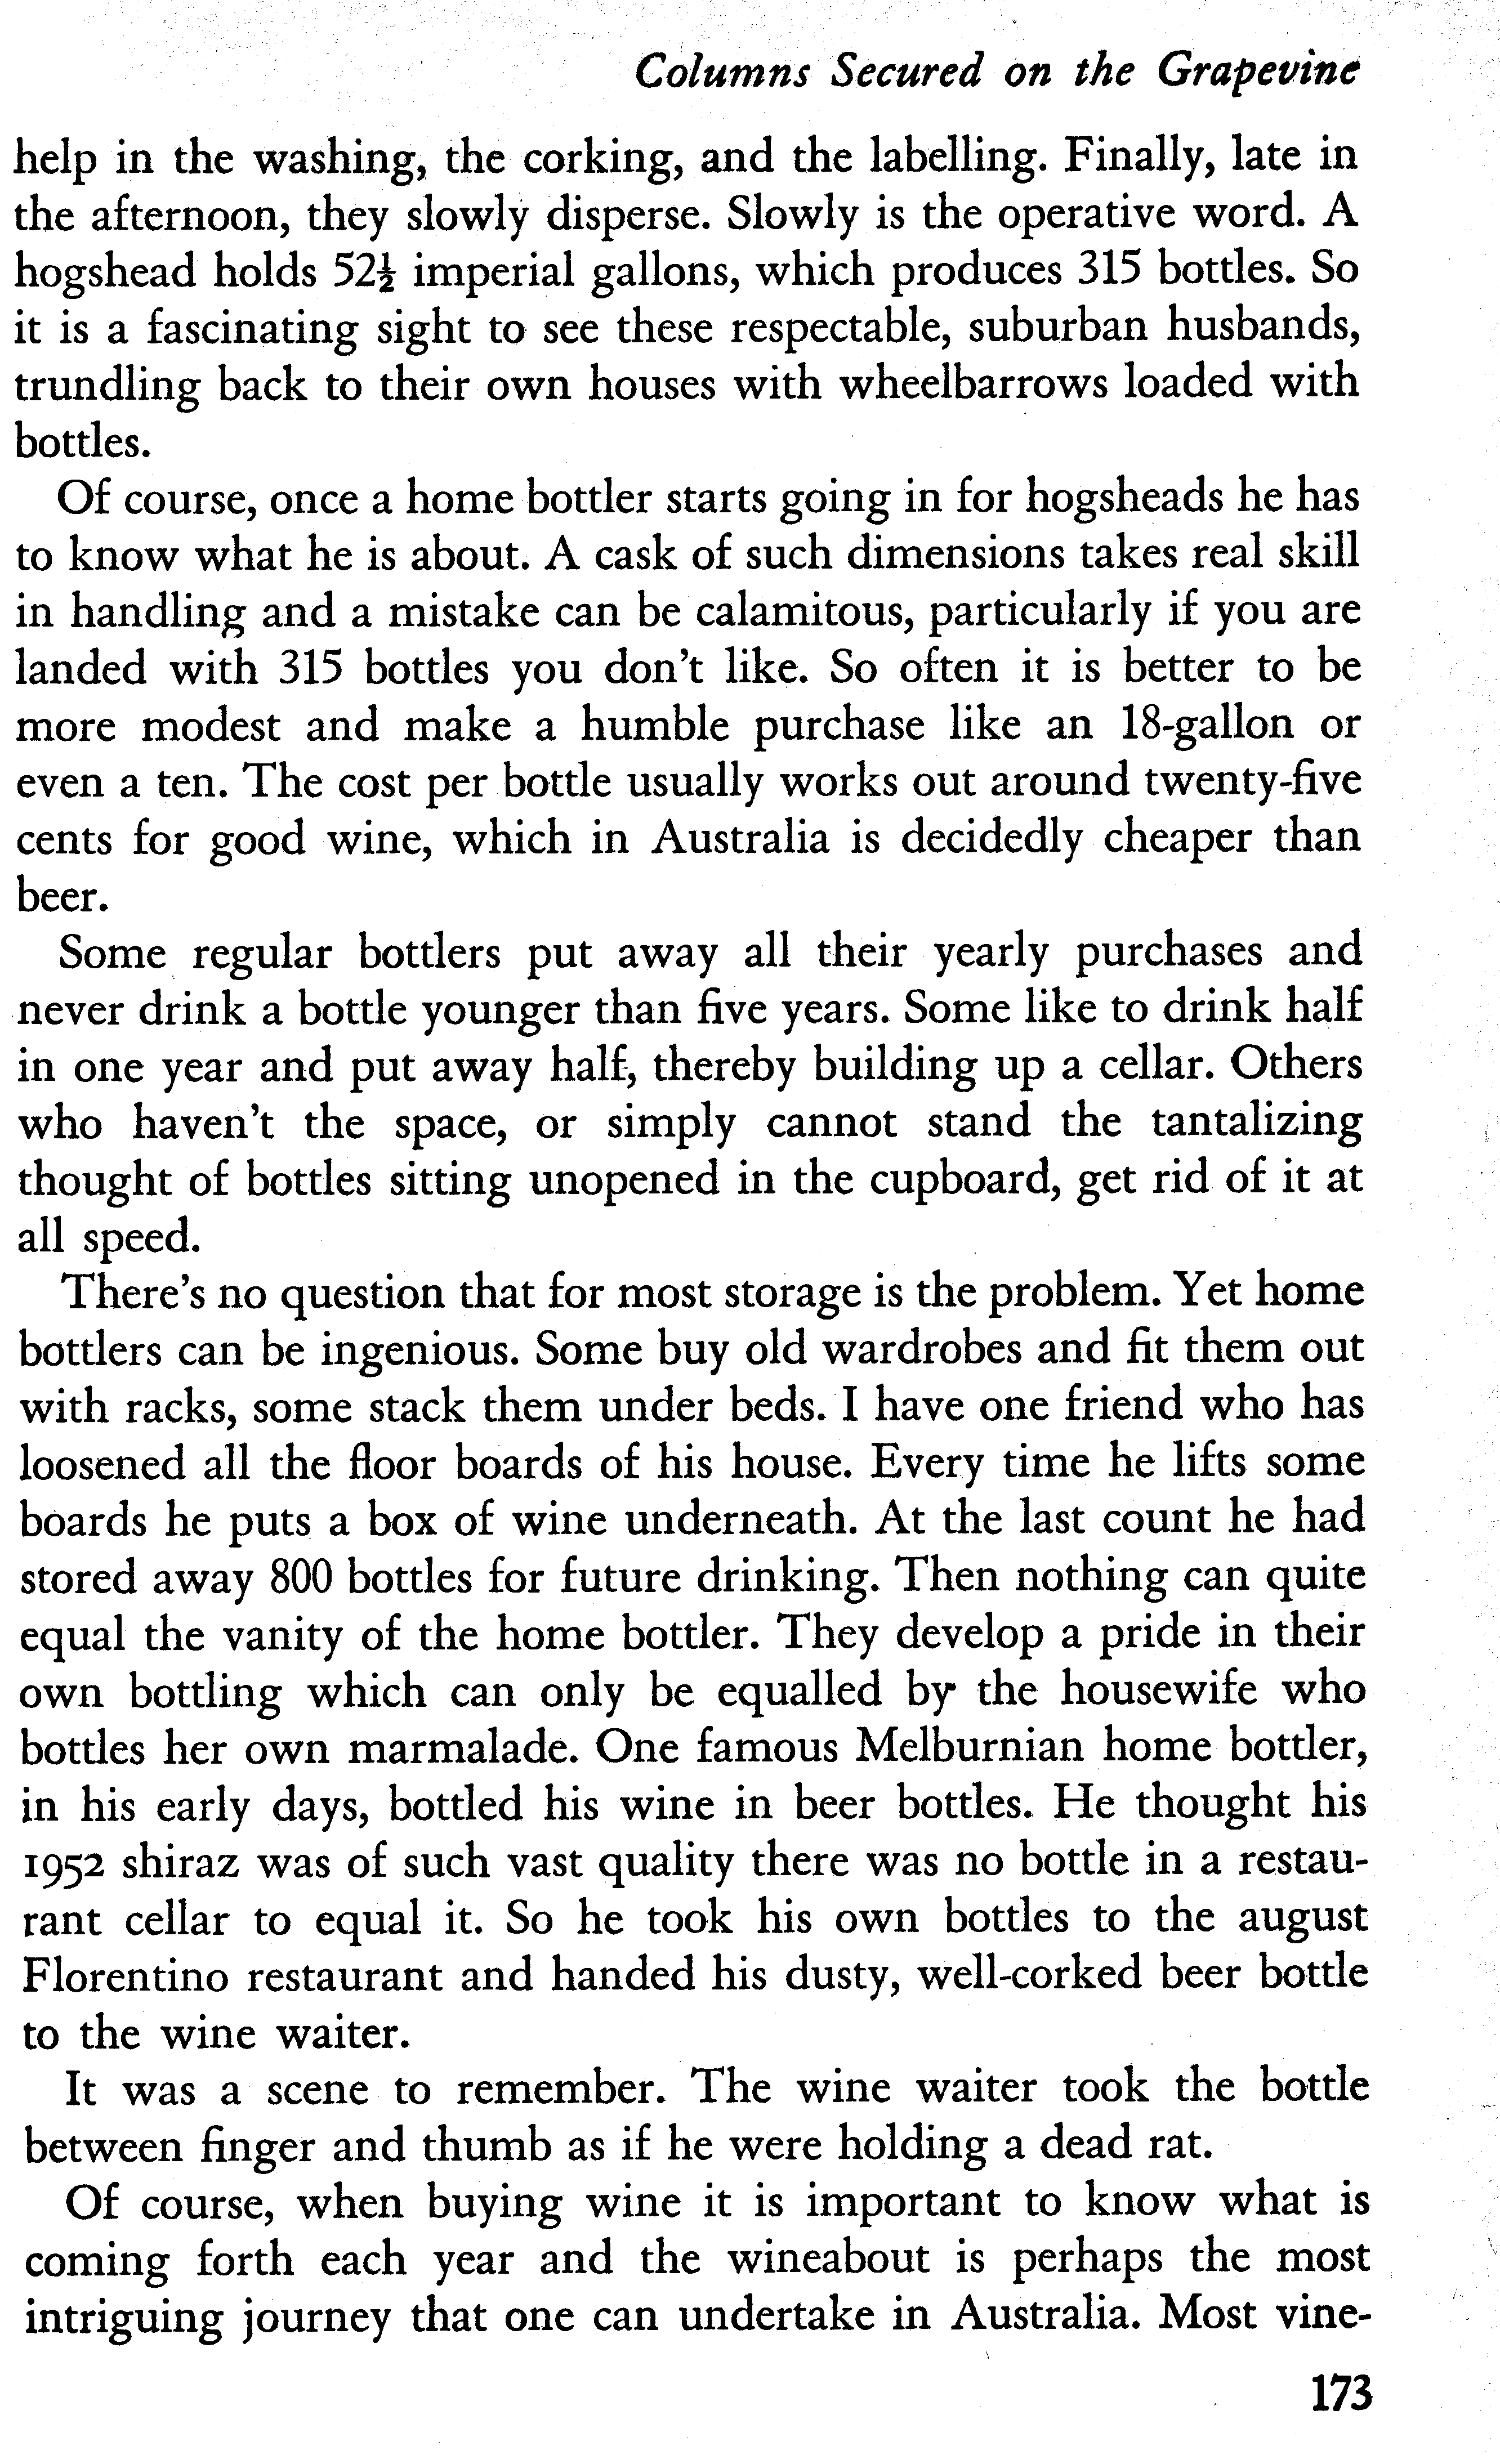 Columns Secured on the Grapevine
help in the washing, the corking, and the labelling. Finally, late in
the afternoon, they slowly disperse. Slowly is the operative word. A
hogshead holds 52½ imperial gallons, which produces 315 bottles. So
it is a fascinating sight to see these respectable, suburban husbands,
trundling back to their own houses with wheelbarrows loaded with
bottles.
Of course, once a home bottler starts going in for hogsheads he has
to know what he is about. A cask of such dimensions takes real skill
in handling and a mistake can be calamitous, particularly if you are
landed with 315 bottles you don't like. So often it is better to be
more modest and make a humble purchase like an 18-gallon or
even a ten. The cost per bottle usually works out around twenty-five
cents for good wine, which in Australia is decidedly cheaper than
beer.
Some regular bottlers put away all their yearly purchases and
never drink a bottle younger than five years. Some like to drink half
in one year and put away half, thereby building up a cellar. Others
who haven't the space, or simply cannot stand the tantalizing
thought of bottles sitting unopened in the cupboard, get rid of it at
all speed.
There's no question that for most storage is the problem. Yet home
bottlers can be ingenious. Some buy old wardrobes and fit them out
with racks, some stack them under beds. I have one friend who has
loosened all the floor boards of his house. Every time he lifts some
boards he puts a box of wine underneath. At the last count he had
stored away 800 bottles for future drinking. Then nothing can quite
equal the vanity of the home bottler. They develop a pride in their
own bottling which can only be equalled by the housewife who
bottles her own marmalade. One famous Melburnian home bottler,
in his early days, bottled his wine in beer bottles. He thought his
1952 shiraz was of such vast quality there was no bottle in a restau-
rant cellar to equal it. So he took his own bottles to the august
Florentino restaurant and handed his dusty, well-corked beer bottle
to the wine waiter.
It was a scene to remember. The wine waiter took the bottle
between finger and thumb as if he were holding a dead rat.
Of course, when buying wine it is important to know what is
coming forth each year and the wineabout is perhaps the most
intriguing journey that one can undertake in Australia. Most vine-
173